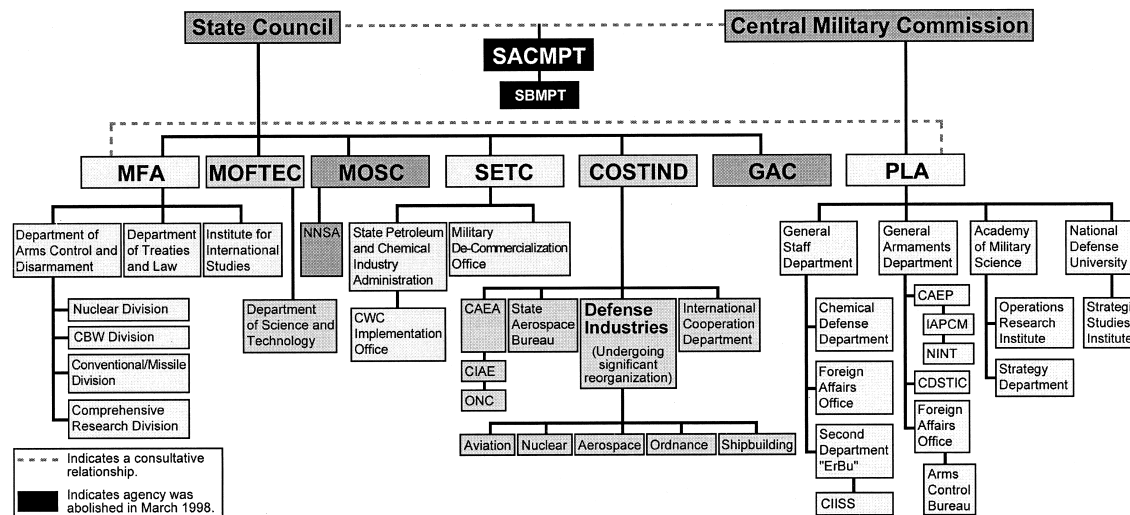 State Council
Central Military Commission
SACMPT
SBMPT
MFA
MOFTEC
MOSC
SETC
COSTIND
GAC
PLA
Department of
Arms Control and
Disarmament
Department
of Treaties
and Law
Institute for
International
Studies
NNSA
State Petroleum
and Chemical
Industry
Administration
Military
De-Commercialization
Office
General
Staff
Department
General
Armaments
Department
Academy
of Military
Science
National
Defense
University
Nuclear Division
CBW Division
Conventional/Missile
Division
Comprehensive
Research Division
Department
of Science and
Technology
CWC
Implementation
Office
CAEA
State
Aerospace
Bureau
Defense
Industries
(Undergoing
significant
reorganization)
International
Cooperation
Department
CIAE
ONC
Aviation
Nuclear
Aerospace
Ordnance
Shipbuilding
Chemical
Defense
Department
Foreign
Affairs
Office
Second
Department
"ErBu"
CIISS
CAEP
IAPCM
NINT
CDSTIC
Foreign
Affairs
Office
Arms
Control
Bureau
Operations
Research
Institute
Strategy
Department
Strategic
Studies
Institute
Indicates a consultative
relationship.
Indicates agency was
abolished in March 1998.